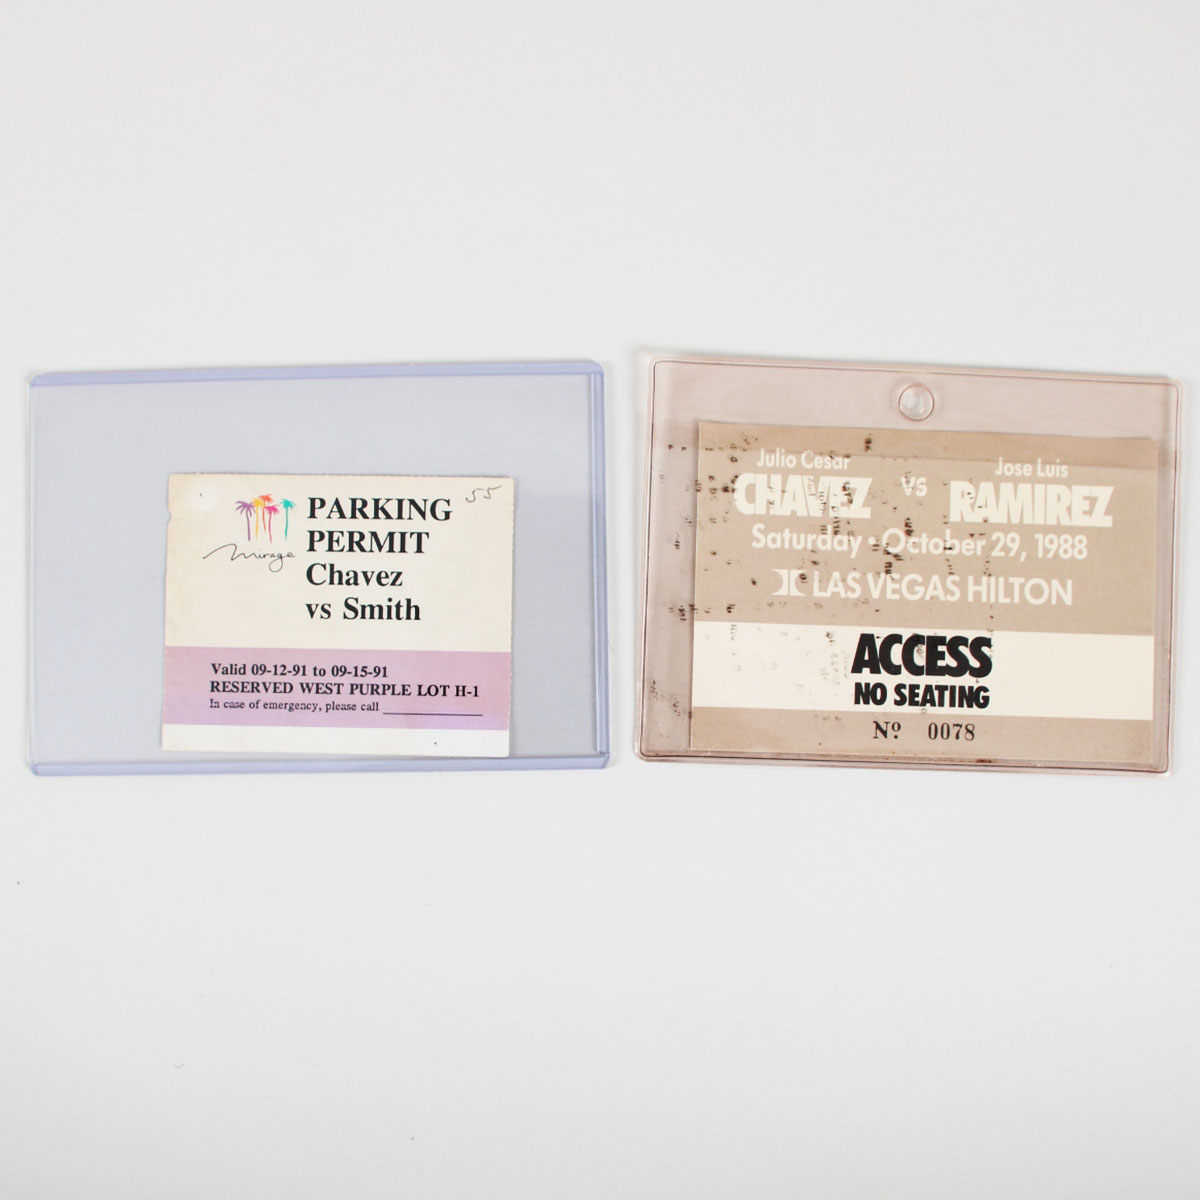 55
mirage
PARKING
PERMIT
Chavez
vs Smith
Valid 09-12-91 to 09-15-91
RESERVED WEST PURPLE LOT H-1
In case of emergency, please call
Julio Cesar
CHAVEZ
vs
Jose Luis
RAMIREZ
Saturday • October 29, 1988
LAS VEGAS HILTON
ACCESS
NO SEATING
Nº 0078